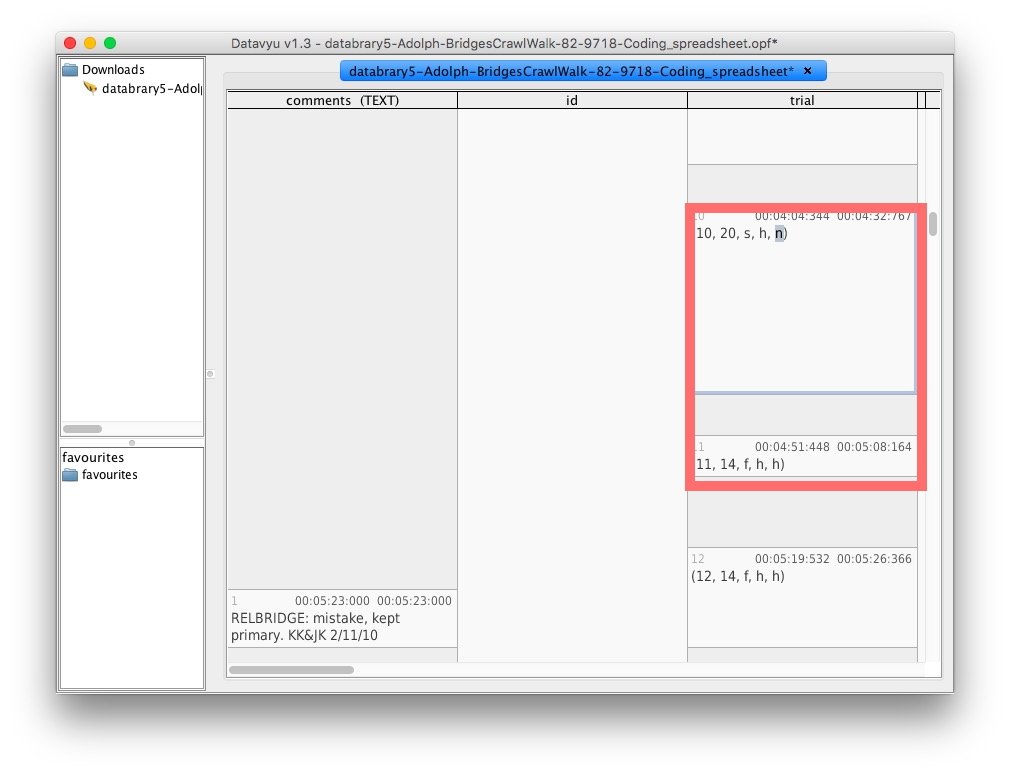 Datavyu v1.3 - databrary5-Adolph-BridgesCrawlWalk-82-9718-Coding_spreadsheet.opf*
Downloads
databrary5-Adolp
favourites
favourites
databrary5-Adolph-BridgesCrawlWalk-82-9718-Coding_spreadsheet*
comments (TEXT) id trial
00:04:04:344 00:04:32:767
10, 20, s, h, n)
00:04:51:448 00:05:08:164
11, 14, f, h, h)
12 00:05:19:532 00:05:26:366
(12, 14, f, h, h)
1 00:05:23:000 00:05:23:000
RELBRIDGE: mistake, kept
primary. KK&JK 2/11/10